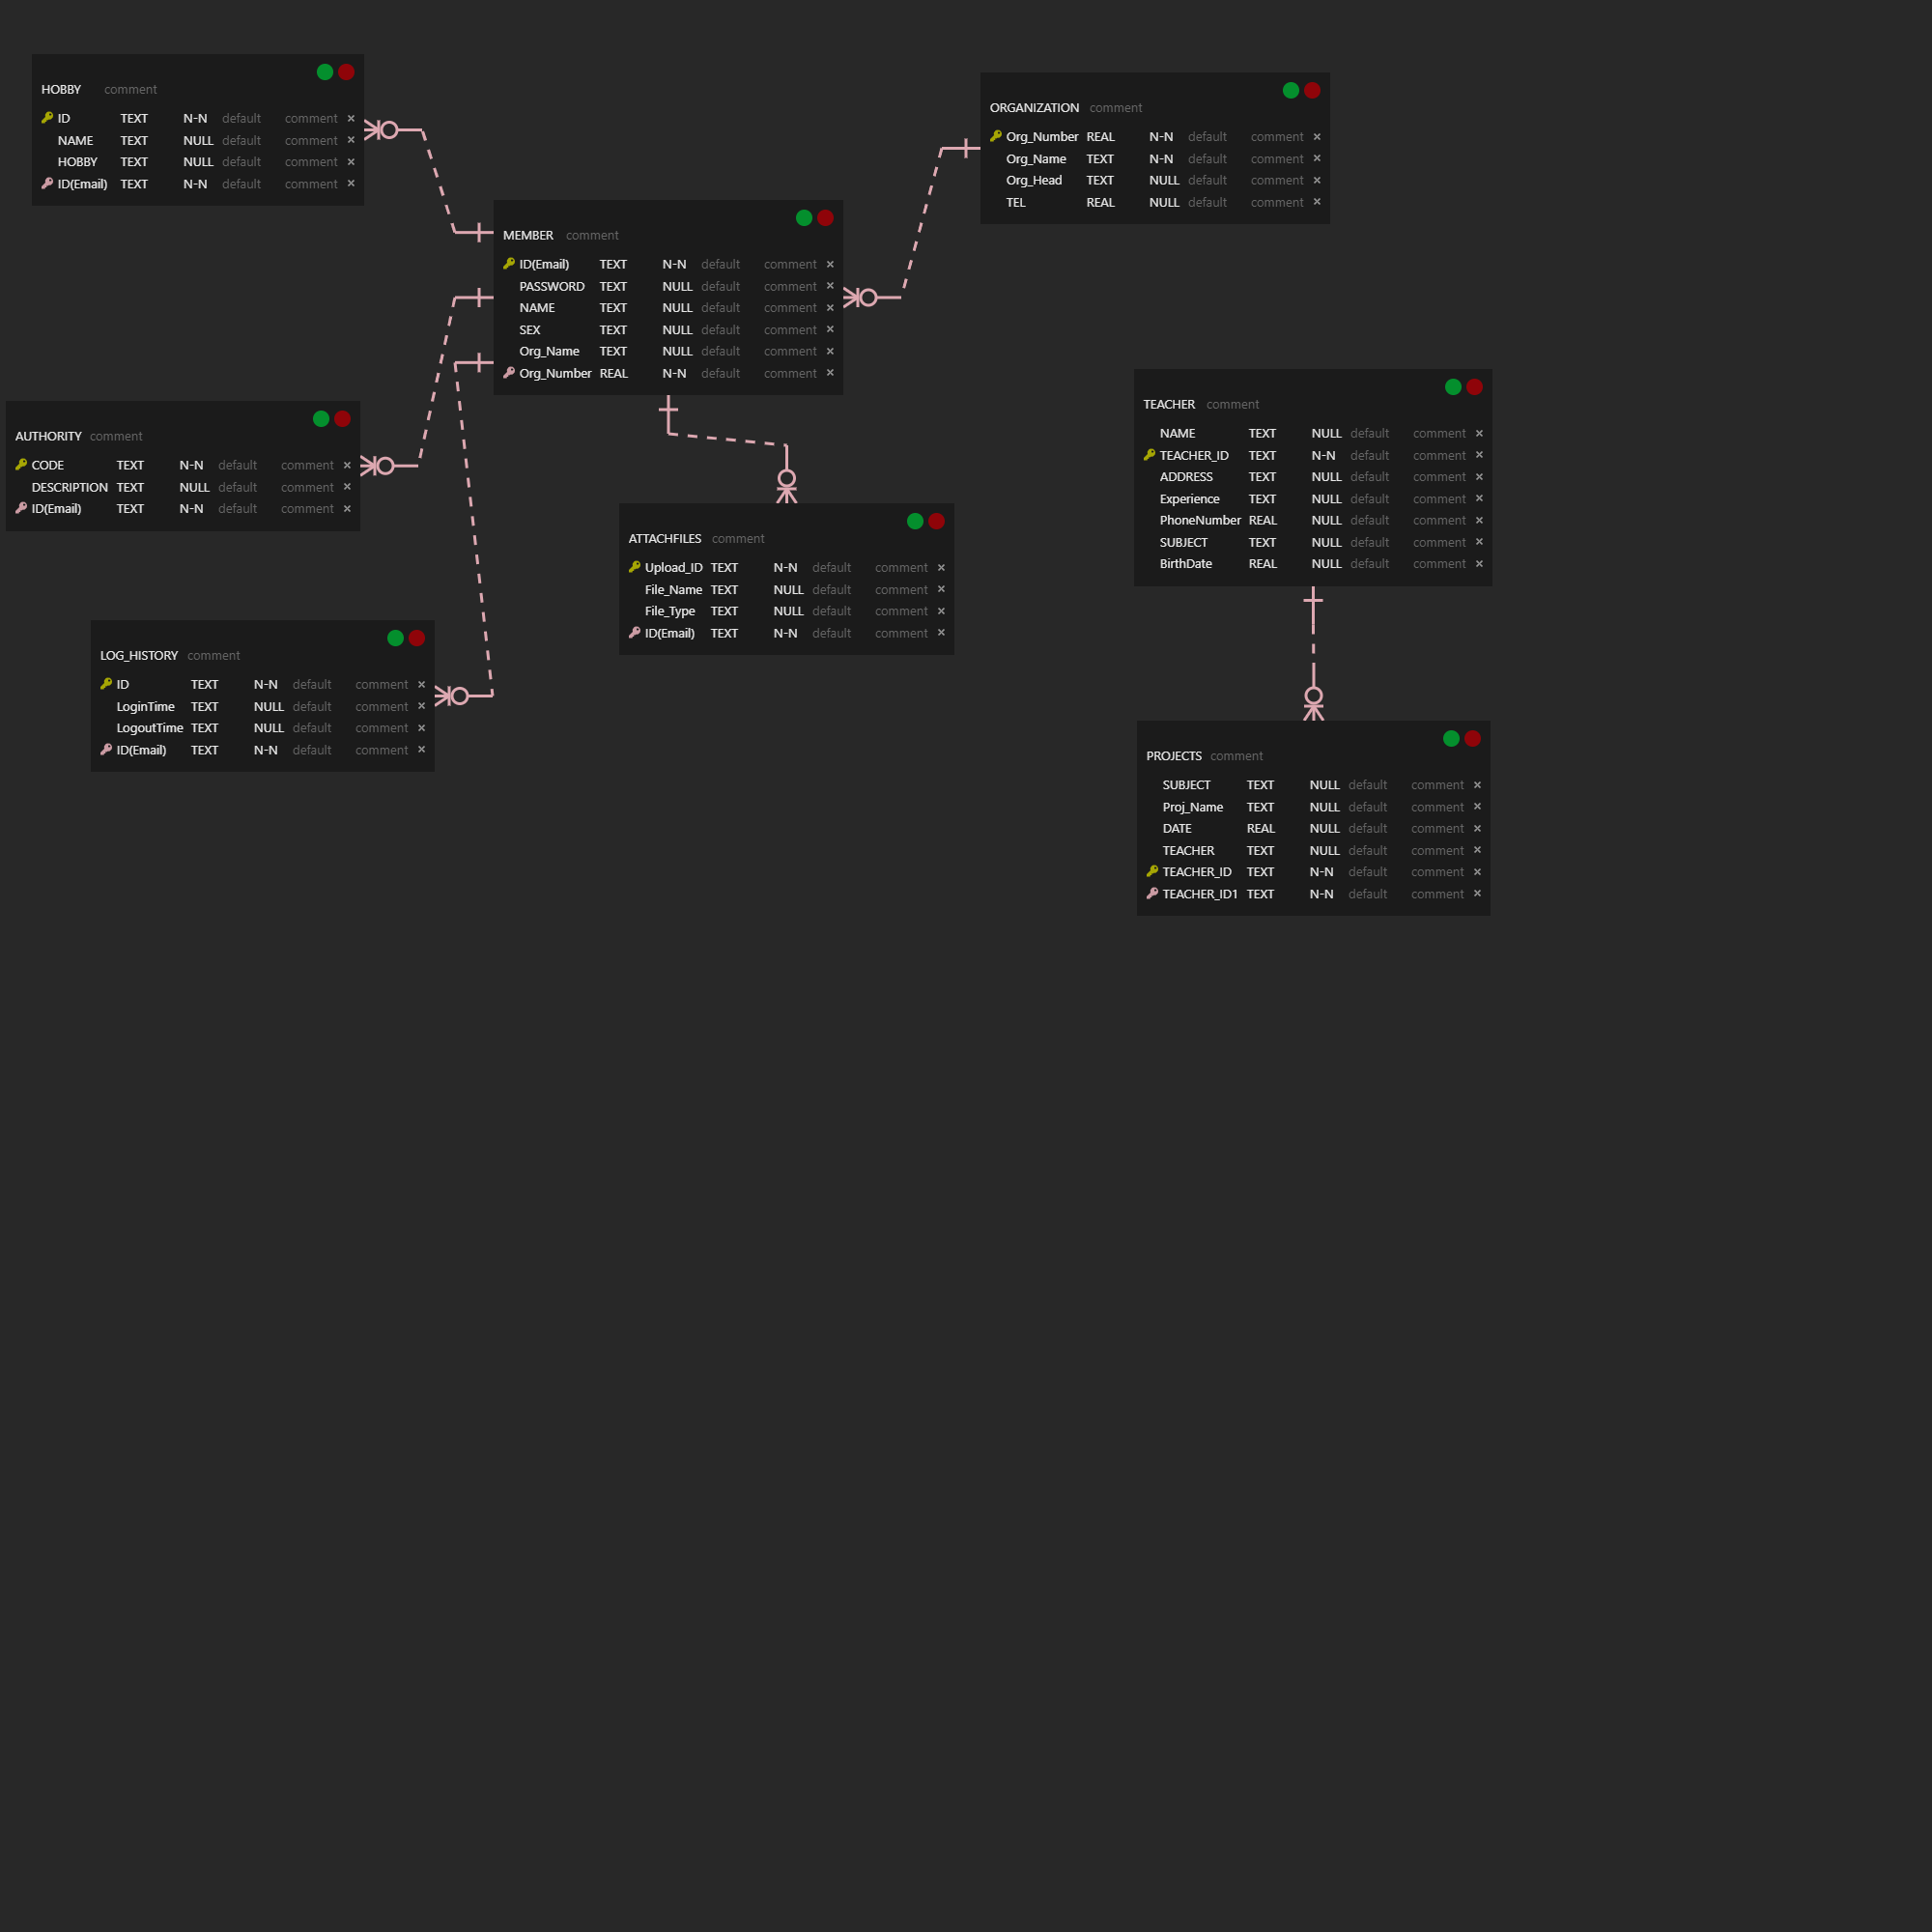 HOBBY comment
ID TEXT N-N default comment ×
NAME TEXT NULL default comment ×
HOBBY TEXT NULL default comment ×
ID(Email) TEXT N-N default comment ×
ORGANIZATION comment
Org_Number REAL N-N default comment ×
Org_Name TEXT N-N default comment ×
Org_Head TEXT NULL default comment ×
TEL REAL NULL default comment ×
MEMBER comment
ID(Email) TEXT N-N default comment ×
PASSWORD TEXT NULL default comment ×
NAME TEXT NULL default comment ×
SEX TEXT NULL default comment ×
Org_Name TEXT NULL default comment ×
Org_Number REAL N-N default comment ×
TEACHER comment
NAME TEXT NULL default comment ×
TEACHER_ID TEXT N-N default comment ×
ADDRESS TEXT NULL default comment ×
Experience TEXT NULL default comment ×
PhoneNumber REAL NULL default comment ×
SUBJECT TEXT NULL default comment ×
BirthDate REAL NULL default comment ×
AUTHORITY comment
CODE TEXT N-N default comment ×
DESCRIPTION TEXT NULL default comment ×
ID(Email) TEXT N-N default comment ×
ATTACHFILES comment
Upload_ID TEXT N-N default comment ×
File_Name TEXT NULL default comment ×
File_Type TEXT NULL default comment ×
ID(Email) TEXT N-N default comment ×
LOG_HISTORY comment
ID TEXT N-N default comment ×
LoginTime TEXT NULL default comment ×
LogoutTime TEXT NULL default comment ×
ID(Email) TEXT N-N default comment ×
PROJECTS comment
SUBJECT TEXT NULL default comment ×
Proj_Name TEXT NULL default comment ×
DATE REAL NULL default comment ×
TEACHER TEXT NULL default comment ×
TEACHER_ID TEXT N-N default comment ×
TEACHER_ID1 TEXT N-N default comment ×